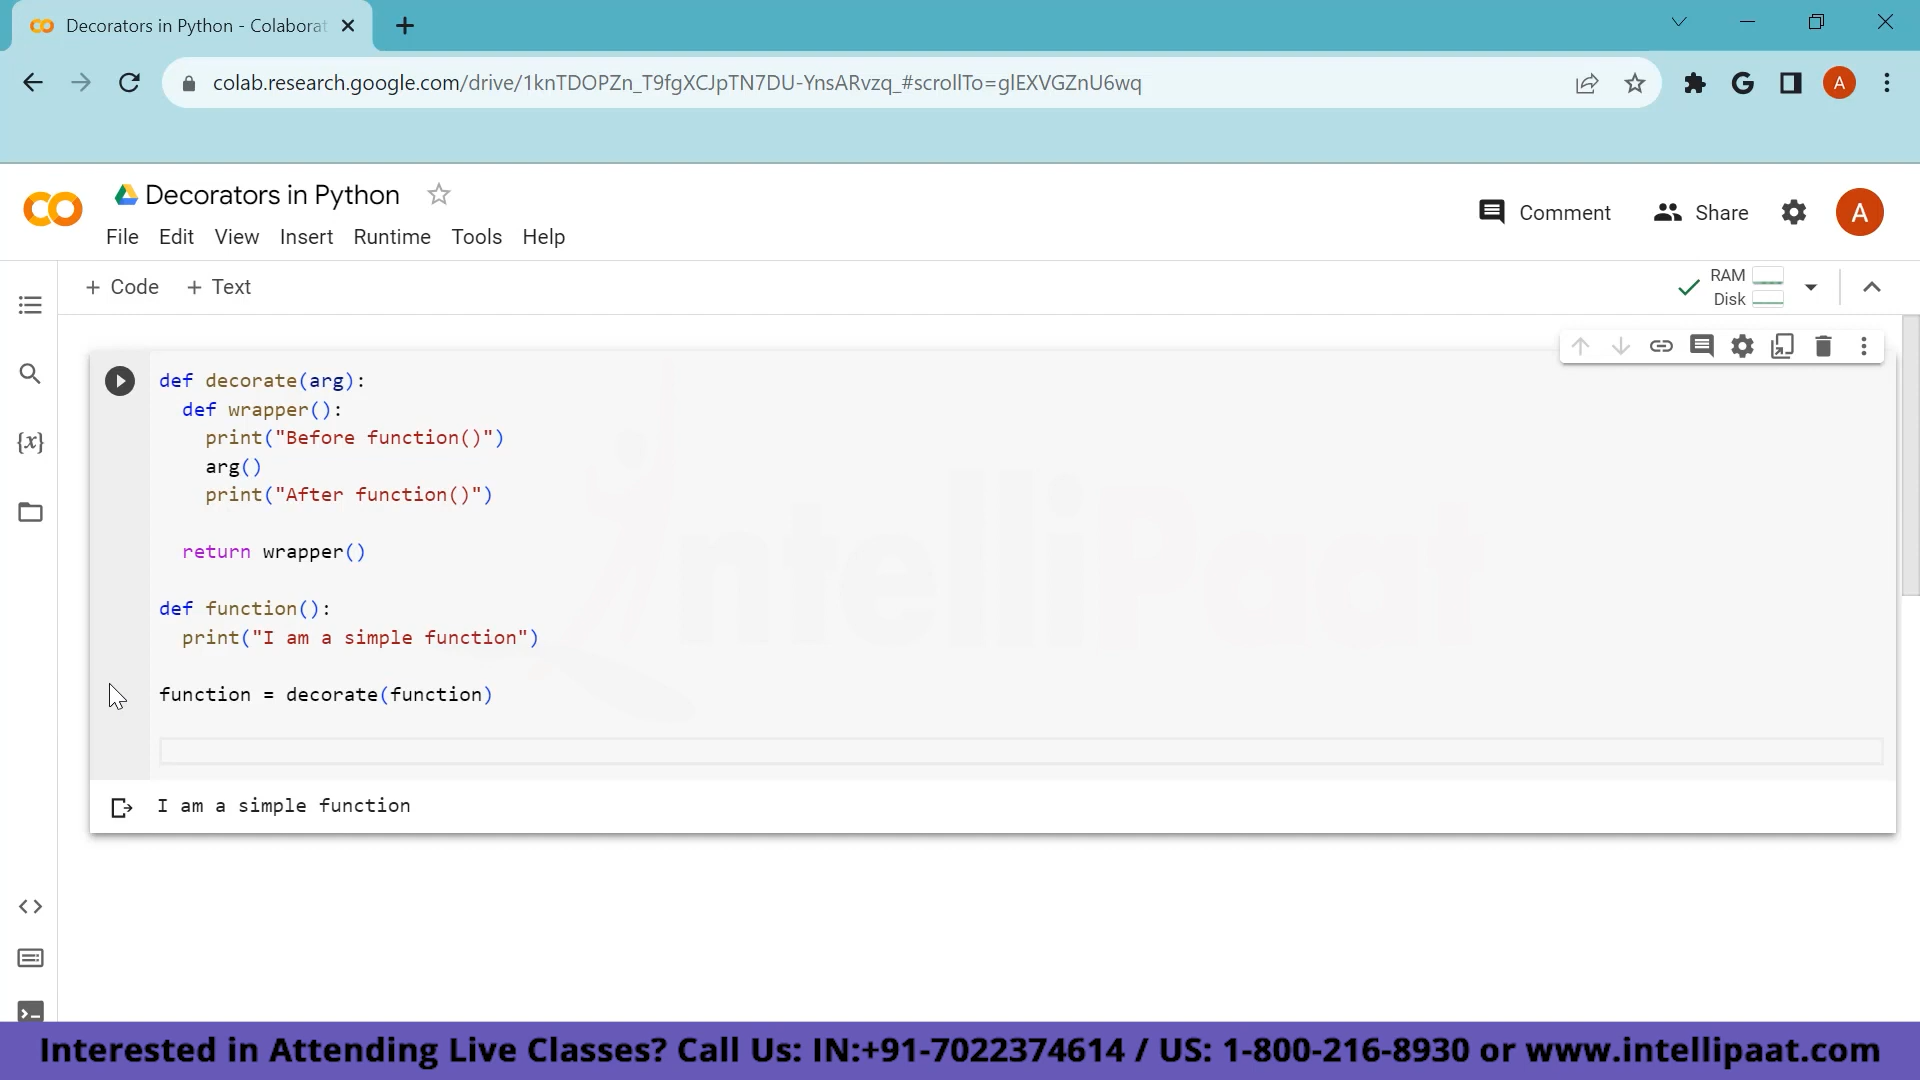 Decorators in Python - Colaborat
colab.research.google.com/drive/1knTDOPZn_T9fgXCJpTN7DU-YnsARvzq_#scrollTo=glEXVGZnU6wq
A
Decorators in Python
File Edit View Insert Runtime Tools Help
Comment Share A
+ Code + Text
RAM
Disk
{x}
def decorate(arg):
  def wrapper():
    print("Before function()")
    arg()
    print("After function()")
  return wrapper()
def function():
  print("I am a simple function")
function = decorate(function)
I am a simple function
IntelliPaat
Interested in Attending Live Classes? Call Us: IN:+91-7022374614 / US: 1-800-216-8930 or www.intellipaat.com